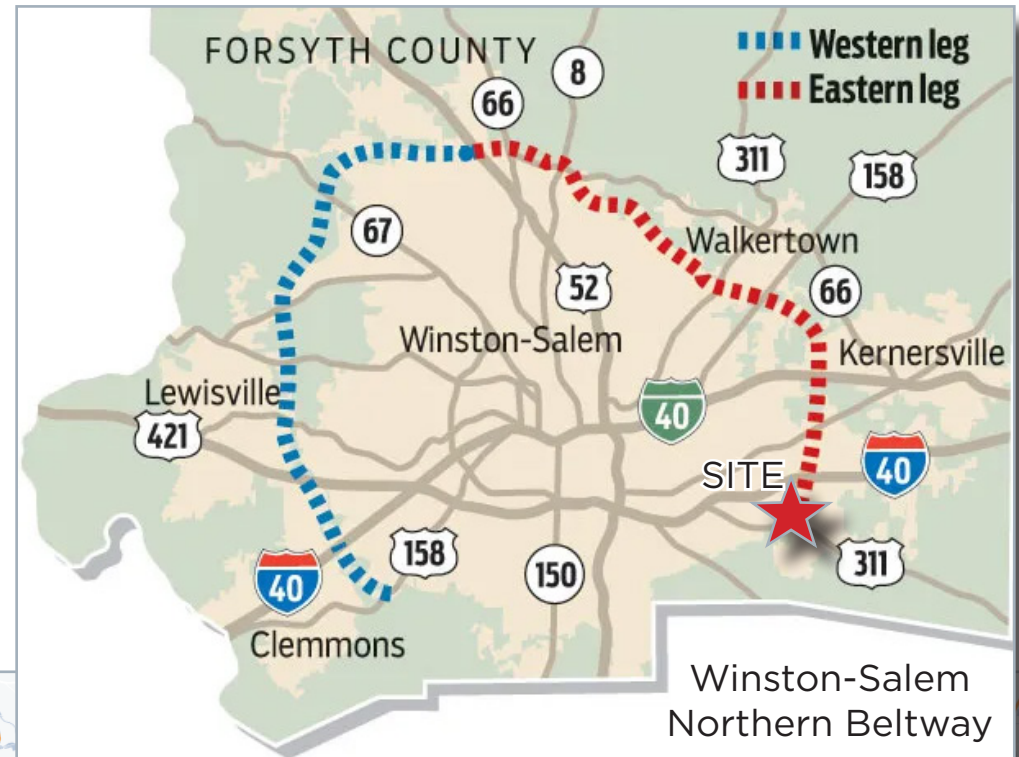 FORSYTH COUNTY
8
66
Western leg
Eastern leg
311
158
67
Walkertown
52
66
Winston-Salem
Kernersville
Lewisville
40
421
SITE
40
158
150
311
40
Clemmons
Winston-Salem
Northern Beltway